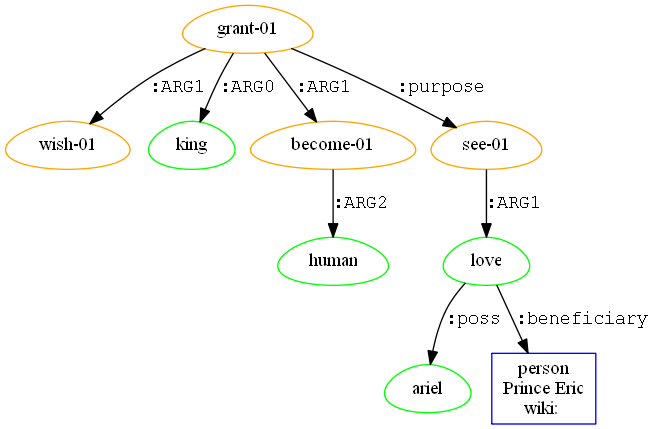 grant-01
:ARG1
:ARG0
:ARG1
:purpose
wish-01
king
become-01
see-01
:ARG2
:ARG1
human
love
:poss
:beneficiary
ariel
person
Prince Eric
wiki: